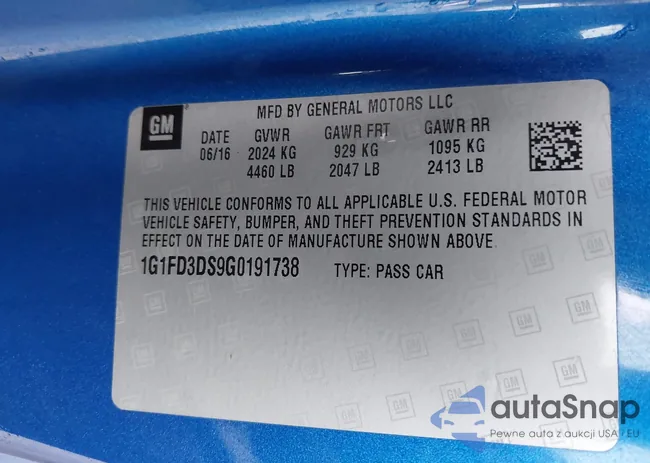 GM
MFD BY GENERAL MOTORS LLC
DATE GVWR GAWR FRT GAWR RR
06/16 2024 KG 929 KG 1095 KG
4460 LB 2047 LB 2413 LB
THIS VEHICLE CONFORMS TO ALL APPLICABLE U.S. FEDERAL MOTOR
VEHICLE SAFETY, BUMPER, AND THEFT PREVENTION STANDARDS IN
EFFECT ON THE DATE OF MANUFACTURE SHOWN ABOVE.
1G1FD3DS9G0191738 TYPE: PASS CAR
autaSnap
Pewne auta z aukcji USA i EU